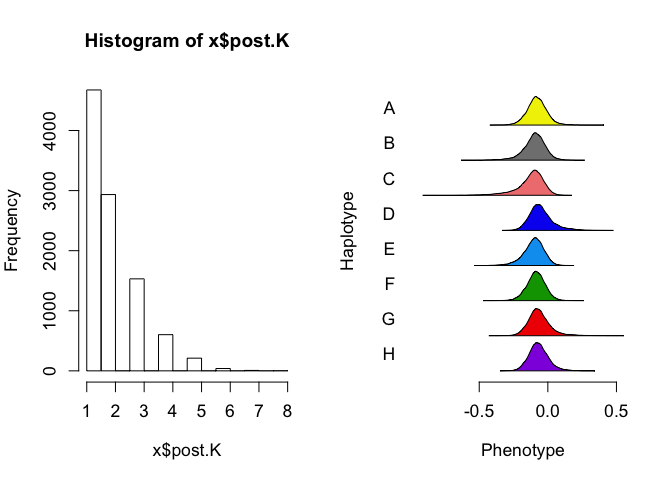 Histogram of x$post.K
Frequency
0
1000
2000
3000
4000
1 2 3 4 5 6 7 8
x$post.K
Haplotype
A
B
C
D
E
F
G
H
-0.5 0.0 0.5
Phenotype